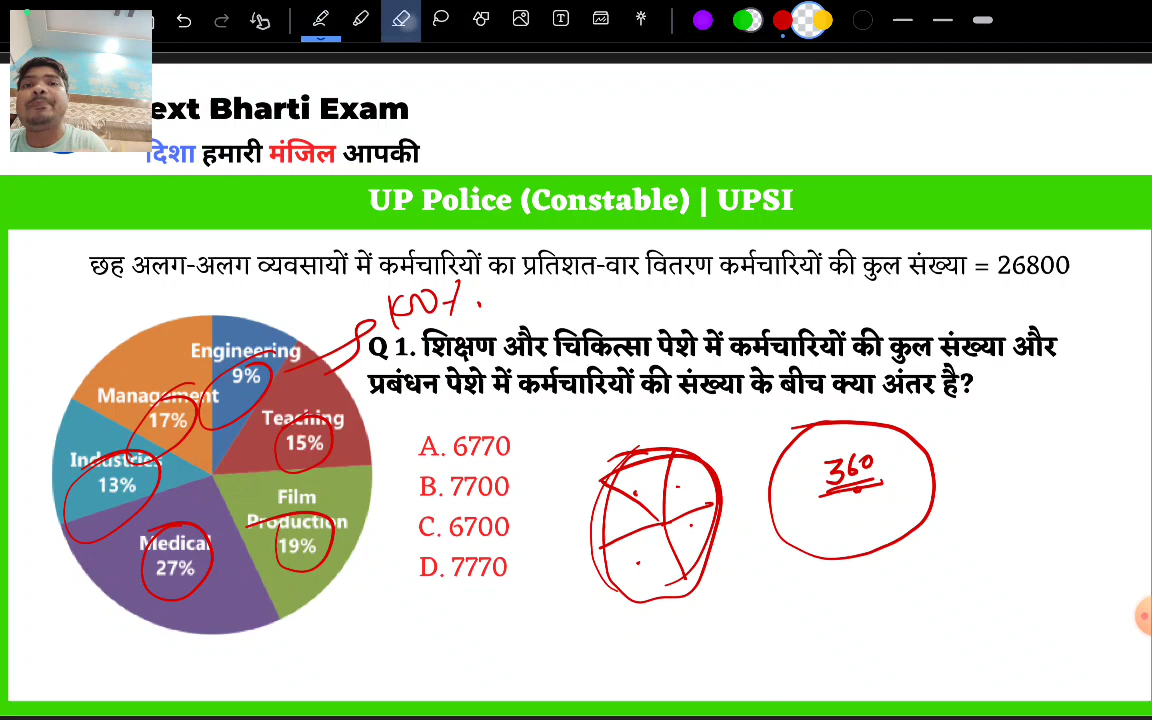 ext Bharti Exam
दिशा हमारी मंजिल आपकी
UP Police (Constable) | UPSI
छह अलग-अलग व्यवसायों में कर्मचारियों का प्रतिशत-वार वितरण कर्मचारियों की कुल संख्या = 26800
100%
Q 1. शिक्षण और चिकित्सा पेशे में कर्मचारियों की कुल संख्या और
प्रबंधन पेशे में कर्मचारियों की संख्या के बीच क्या अंतर है?
Engineering
9%
Management
17%
Teaching
15%
Industries
13%
Film
Production
19%
Medical
27%
A. 6770
B. 7700
C. 6700
D. 7770
360